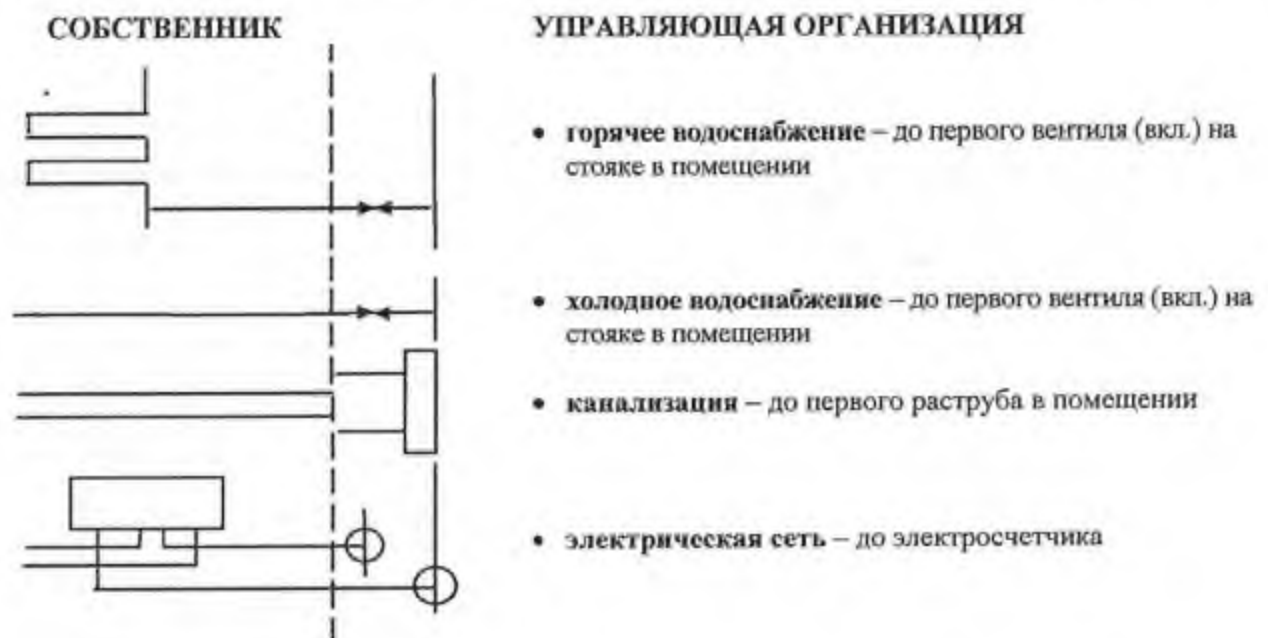 СОБСТВЕННИК
УПРАВЛЯЮЩАЯ ОРГАНИЗАЦИЯ
• горячее водоснабжение – до первого вентиля (вкл.) на
стояке в помещении
• холодное водоснабжение – до первого вентиля (вкл.) на
стояке в помещении
• канализация – до первого раструба в помещении
• электрическая сеть – до электросчетчика